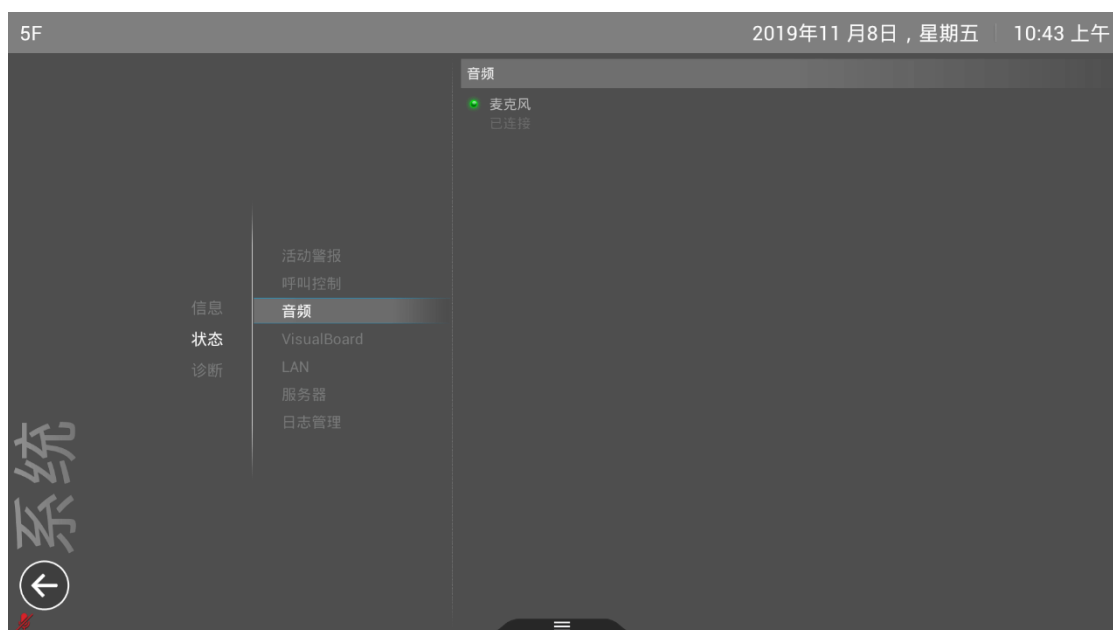 5F
2019年11月8日，星期五
10:43 上午
音频
麦克风
已连接
活动警报
呼叫控制
音频
VisualBoard
LAN
服务器
日志管理
信息
状态
诊断
系统